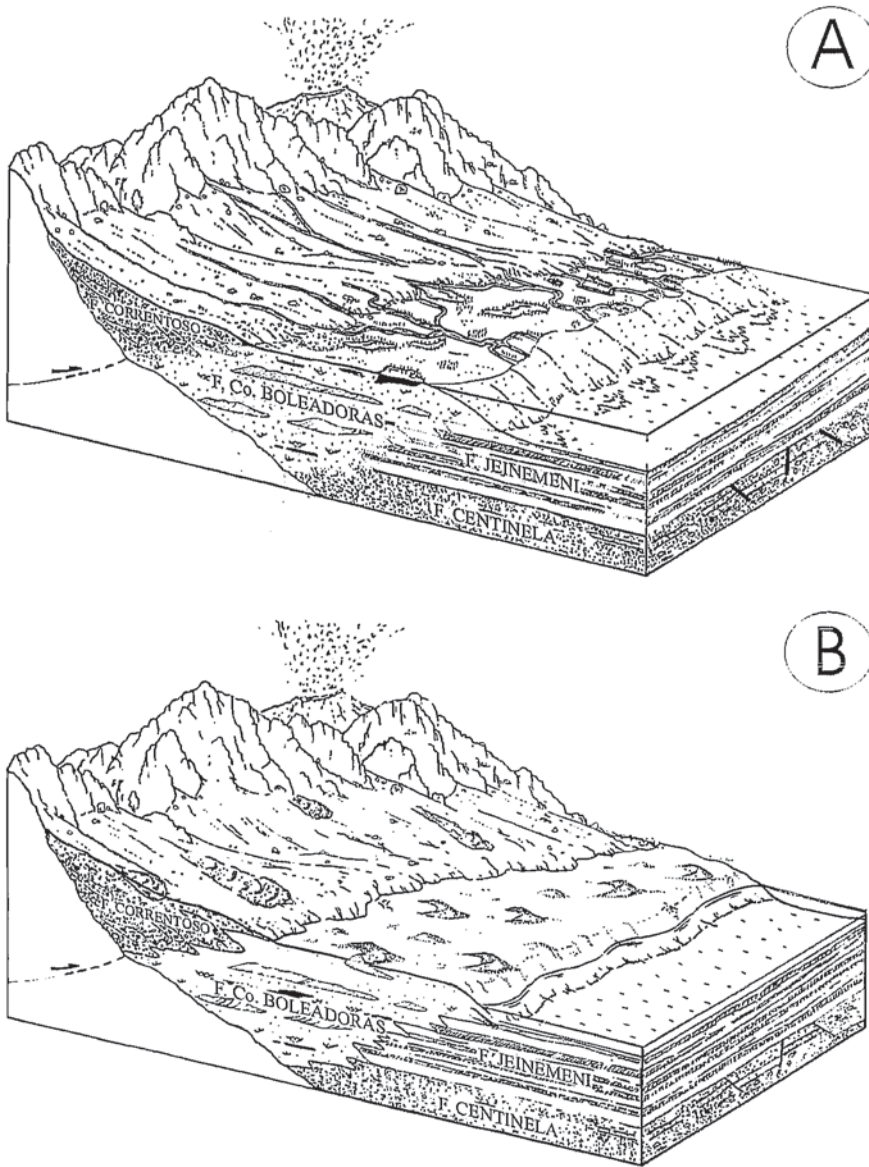 A
F. CORRENTOSO
F. Co. BOLEADORAS
F. JEINEMENI
F. CENTINELA
B
F. CORRENTOSO
F. Co. BOLEADORAS
F. JEINEMENI
F. CENTINELA